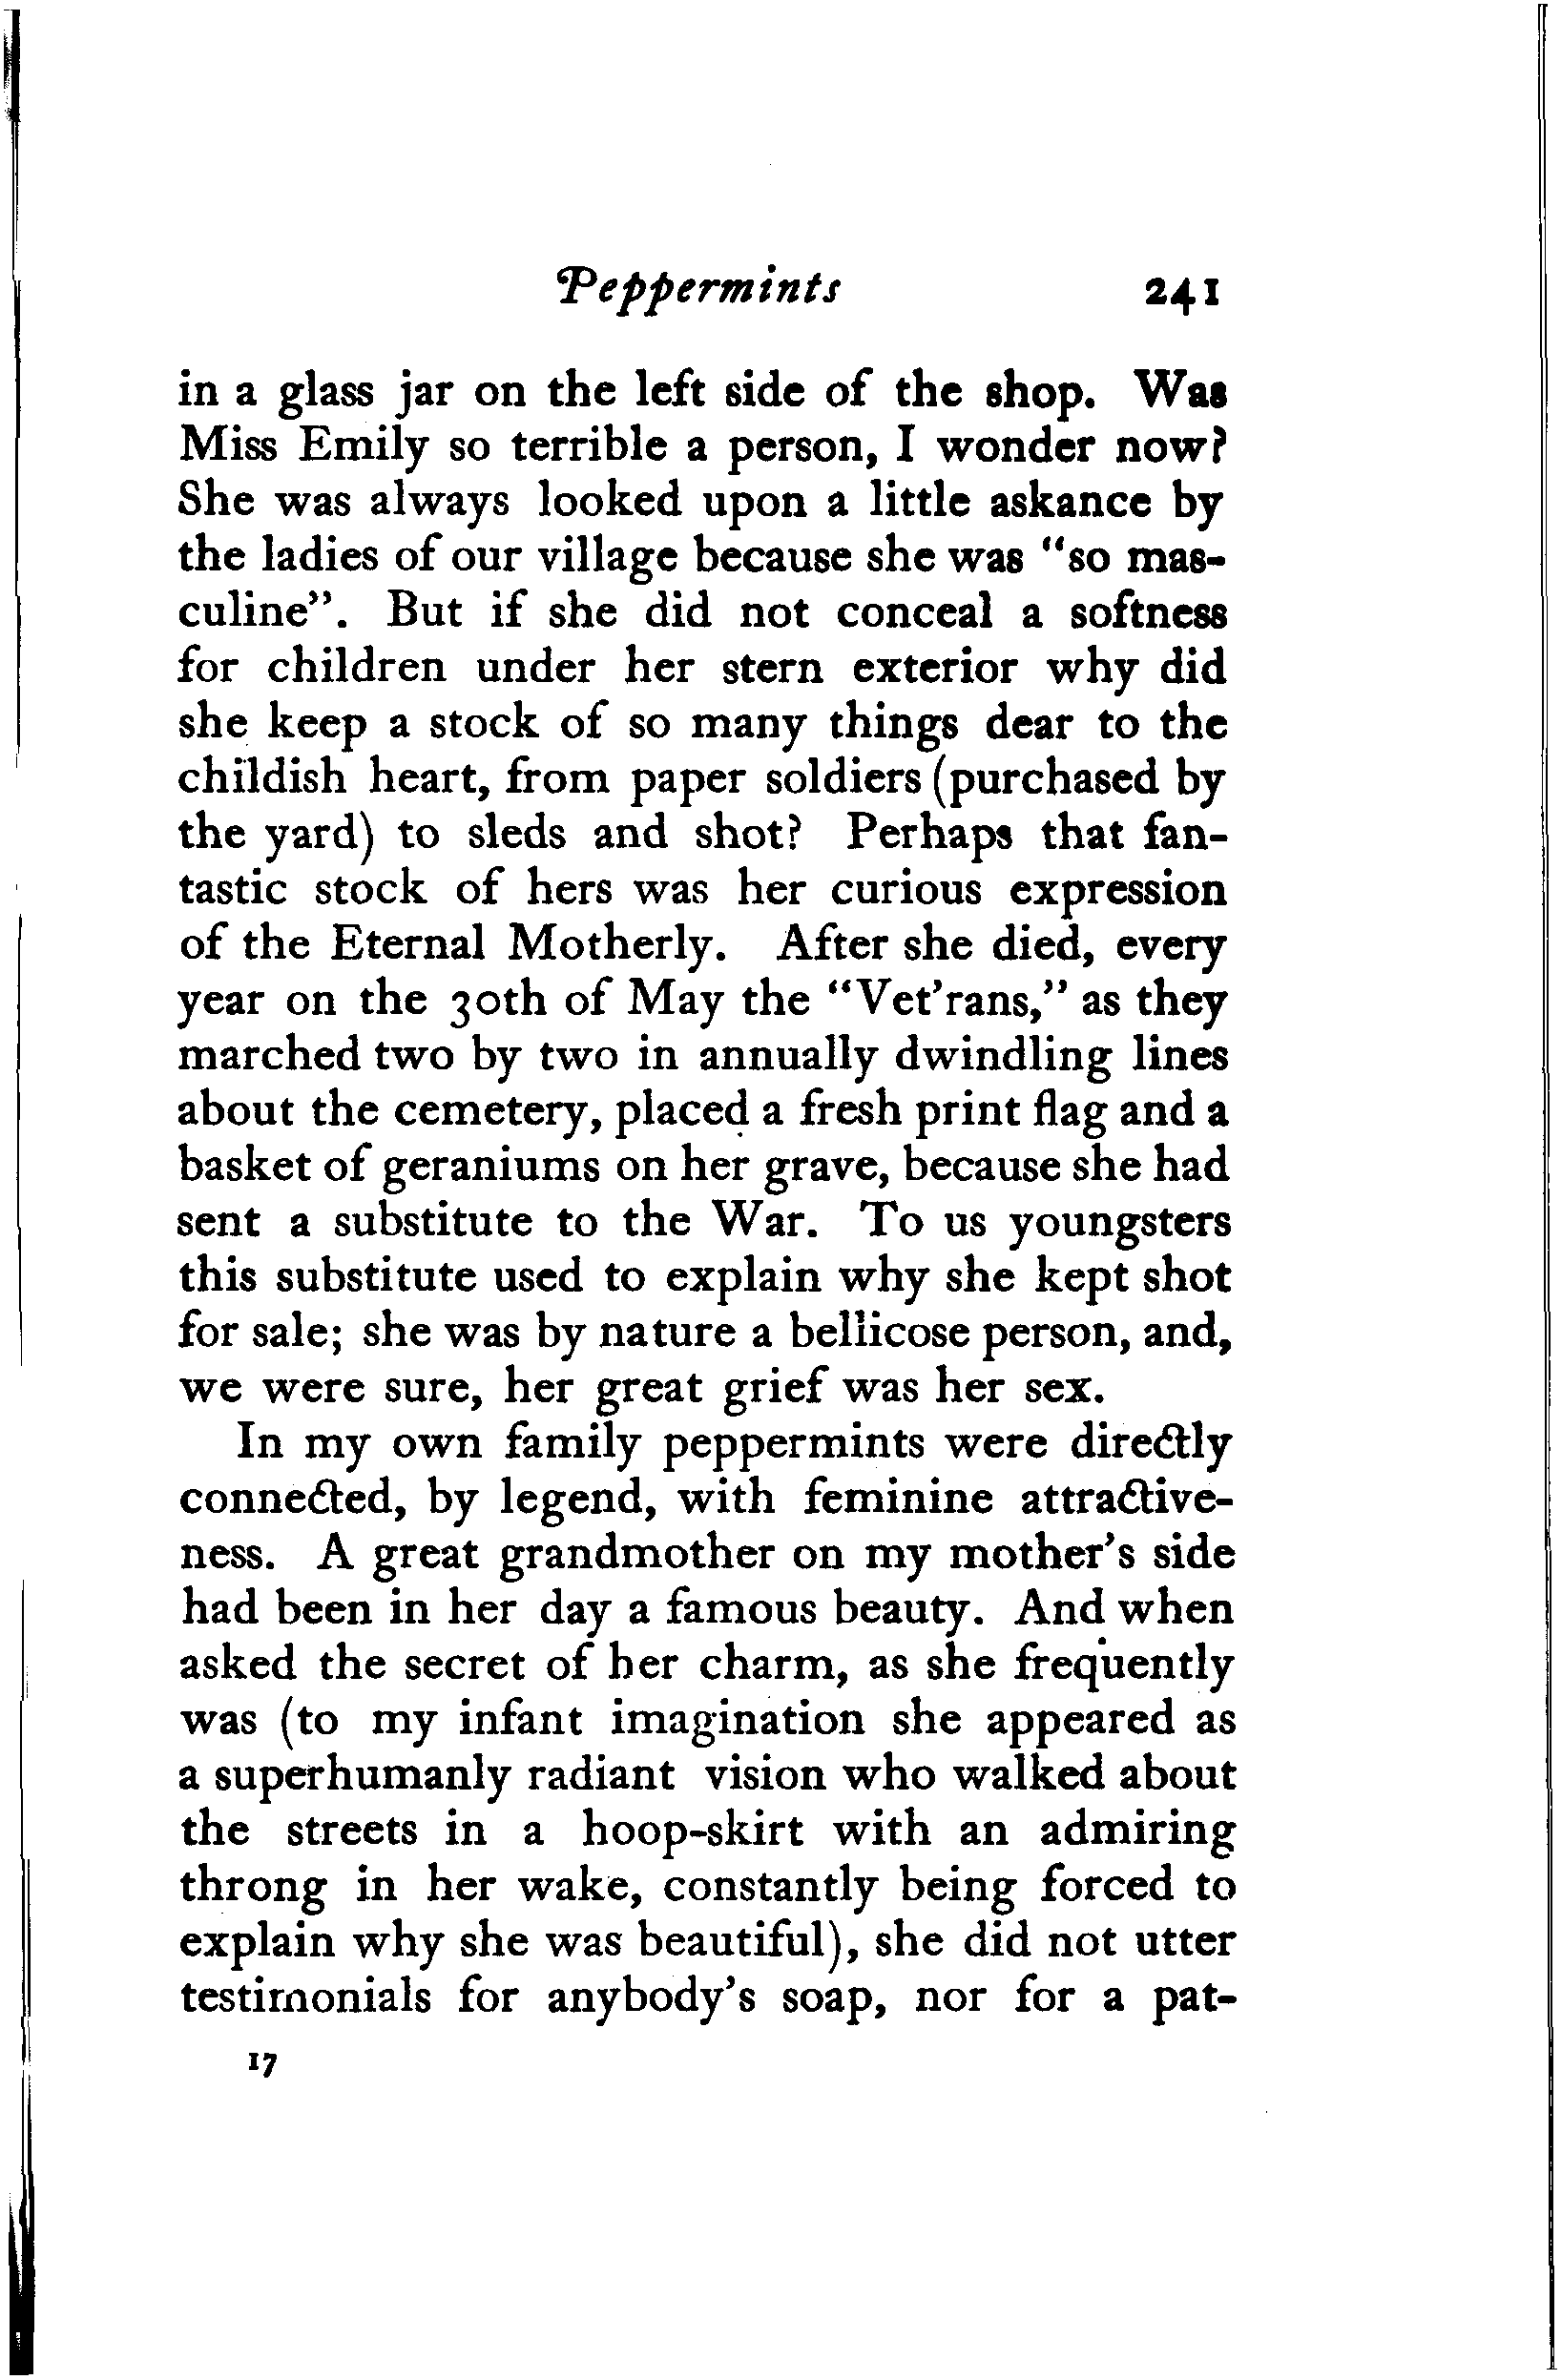 Peppermints 241
in a glass jar on the left side of the shop. Was
Miss Emily so terrible a person, I wonder now?
She was always looked upon a little askance by
the ladies of our village because she was "so mas-
culine". But if she did not conceal a softness
for children under her stern exterior why did
she keep a stock of so many things dear to the
childish heart, from paper soldiers (purchased by
the yard) to sleds and shot? Perhaps that fan-
tastic stock of hers was her curious expression
of the Eternal Motherly. After she died, every
year on the 30th of May the "Vet'rans," as they
marched two by two in annually dwindling lines
about the cemetery, placed a fresh print flag and a
basket of geraniums on her grave, because she had
sent a substitute to the War. To us youngsters
this substitute used to explain why she kept shot
for sale; she was by nature a bellicose person, and,
we were sure, her great grief was her sex.
In my own family peppermints were directly
connected, by legend, with feminine attractive-
ness. A great grandmother on my mother's side
had been in her day a famous beauty. And when
asked the secret of her charm, as she frequently
was (to my infant imagination she appeared as
a superhumanly radiant vision who walked about
the streets in a hoop-skirt with an admiring
throng in her wake, constantly being forced to
explain why she was beautiful), she did not utter
testimonials for anybody's soap, nor for a pat-
17